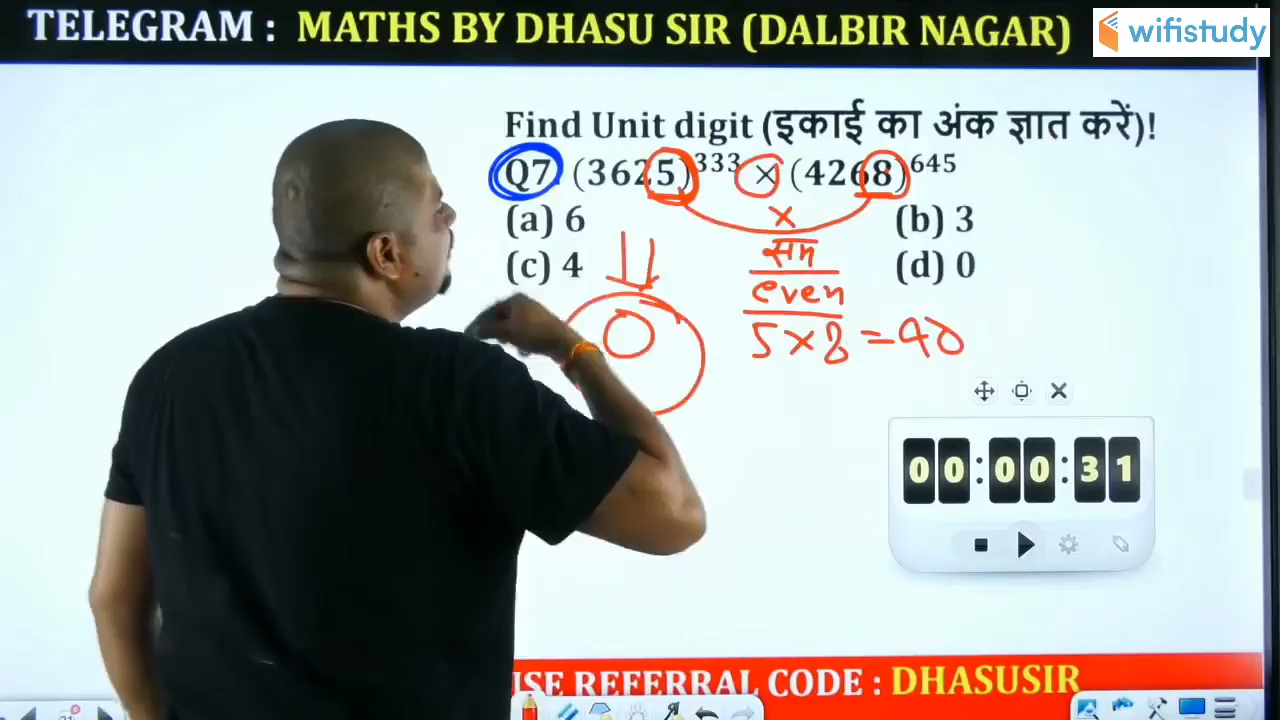 TELEGRAM : MATHS BY DHASU SIR (DALBIR NAGAR)
wifistudy
Find Unit digit (इकाई का अंक ज्ञात करें)!
Q7. (3625)³³³ × (4268)⁶⁴⁵
(a) 6 (b) 3
(c) 4 (d) 0
×
सम
even
5×8=40
0
00:00:31
USE REFERRAL CODE : DHASUSIR